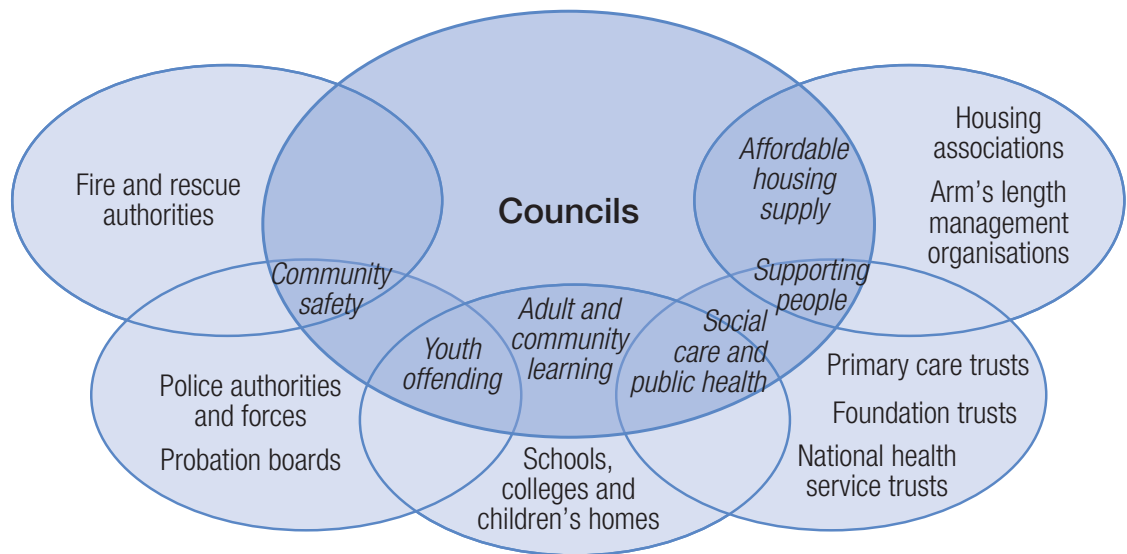 Fire and rescue
authorities
Councils
Affordable
housing
supply
Housing
associations
Arm’s length
management
organisations
Community
safety
Supporting
people
Youth
offending
Adult and
community
learning
Social
care and
public health
Police authorities
and forces
Probation boards
Schools,
colleges and
children’s homes
Primary care trusts
Foundation trusts
National health
service trusts